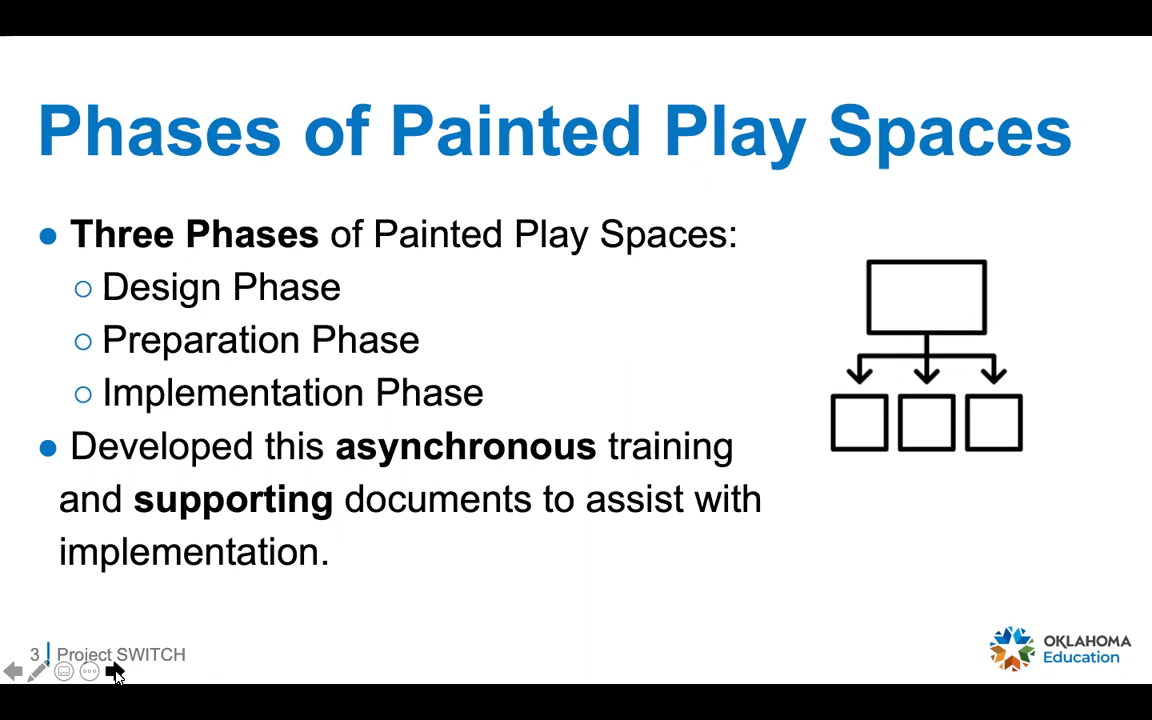 Phases of Painted Play Spaces
● Three Phases of Painted Play Spaces:
○ Design Phase
○ Preparation Phase
○ Implementation Phase
● Developed this asynchronous training
and supporting documents to assist with
implementation.
3 | Project SWITCH
OKLAHOMA
Education